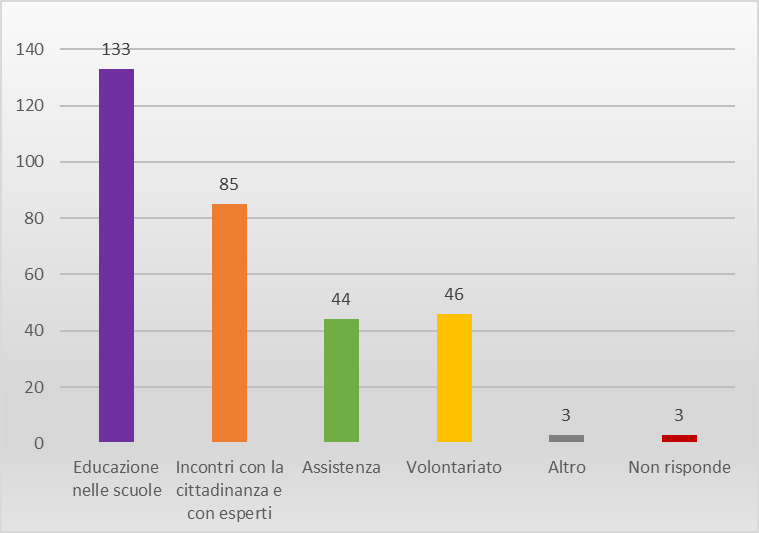 140
120
100
80
60
40
20
0
133
85
44
46
3
3
Educazione
nelle scuole
Incontri con la
cittadinanza e
con esperti
Assistenza
Volontariato
Altro
Non risponde